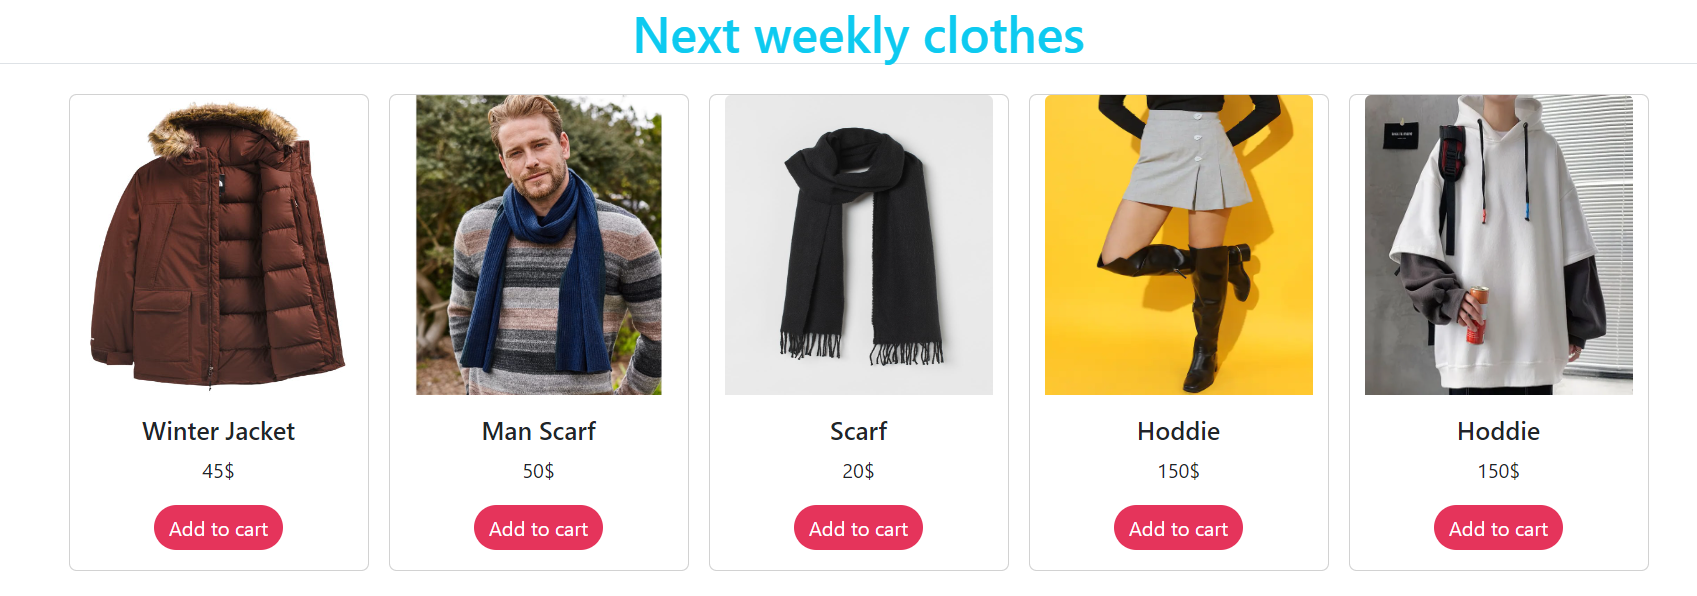 Next weekly clothes
Winter Jacket
45$
Add to cart
Man Scarf
50$
Add to cart
Scarf
20$
Add to cart
Hoddie
150$
Add to cart
Hoddie
150$
Add to cart